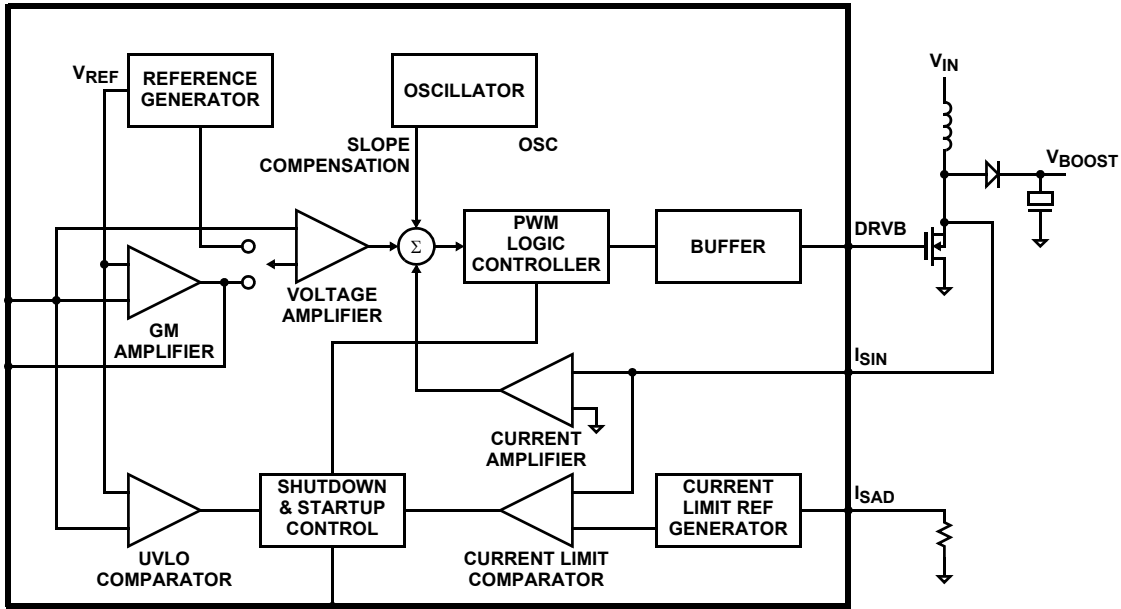 VREF
REFERENCE
GENERATOR
OSCILLATOR
VIN
SLOPE
COMPENSATION
OSC
VBOOST
PWM
LOGIC
CONTROLLER
BUFFER
DRVB
Σ
VOLTAGE
AMPLIFIER
GM
AMPLIFIER
ISIN
CURRENT
AMPLIFIER
SHUTDOWN
& STARTUP
CONTROL
CURRENT
LIMIT REF
GENERATOR
ISAD
UVLO
COMPARATOR
CURRENT LIMIT
COMPARATOR